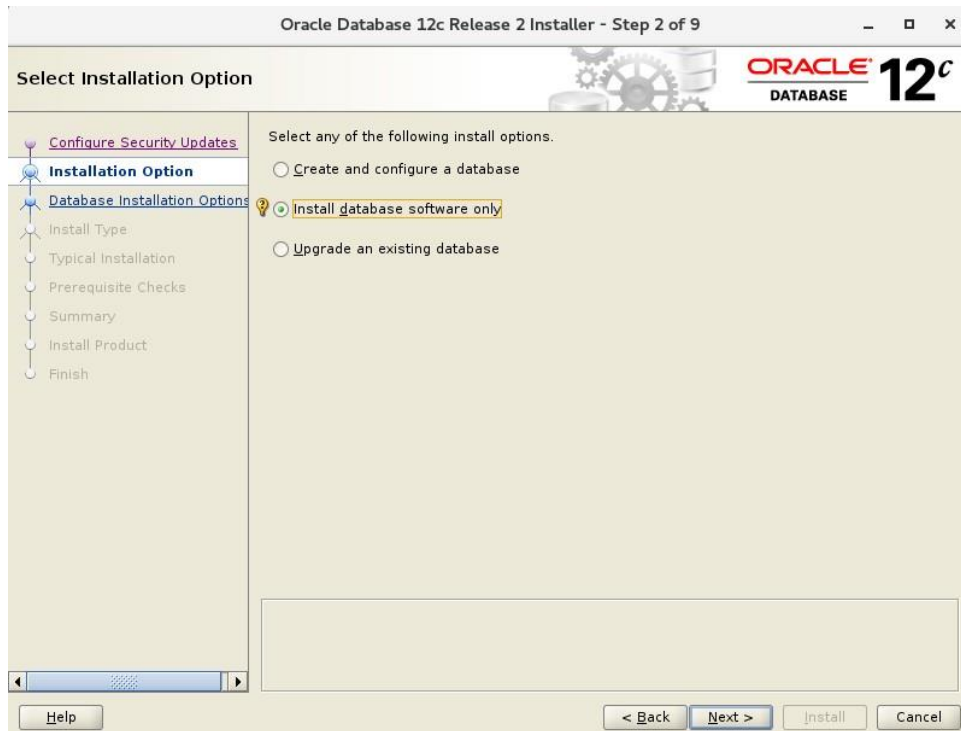 Oracle Database 12c Release 2 Installer - Step 2 of 9
Select Installation Option
ORACLE
DATABASE
12c
Configure Security Updates
Installation Option
Database Installation Options
Install Type
Typical Installation
Prerequisite Checks
Summary
Install Product
Finish
Select any of the following install options.
Create and configure a database
Install database software only
Upgrade an existing database
Help
< Back
Next >
Install
Cancel